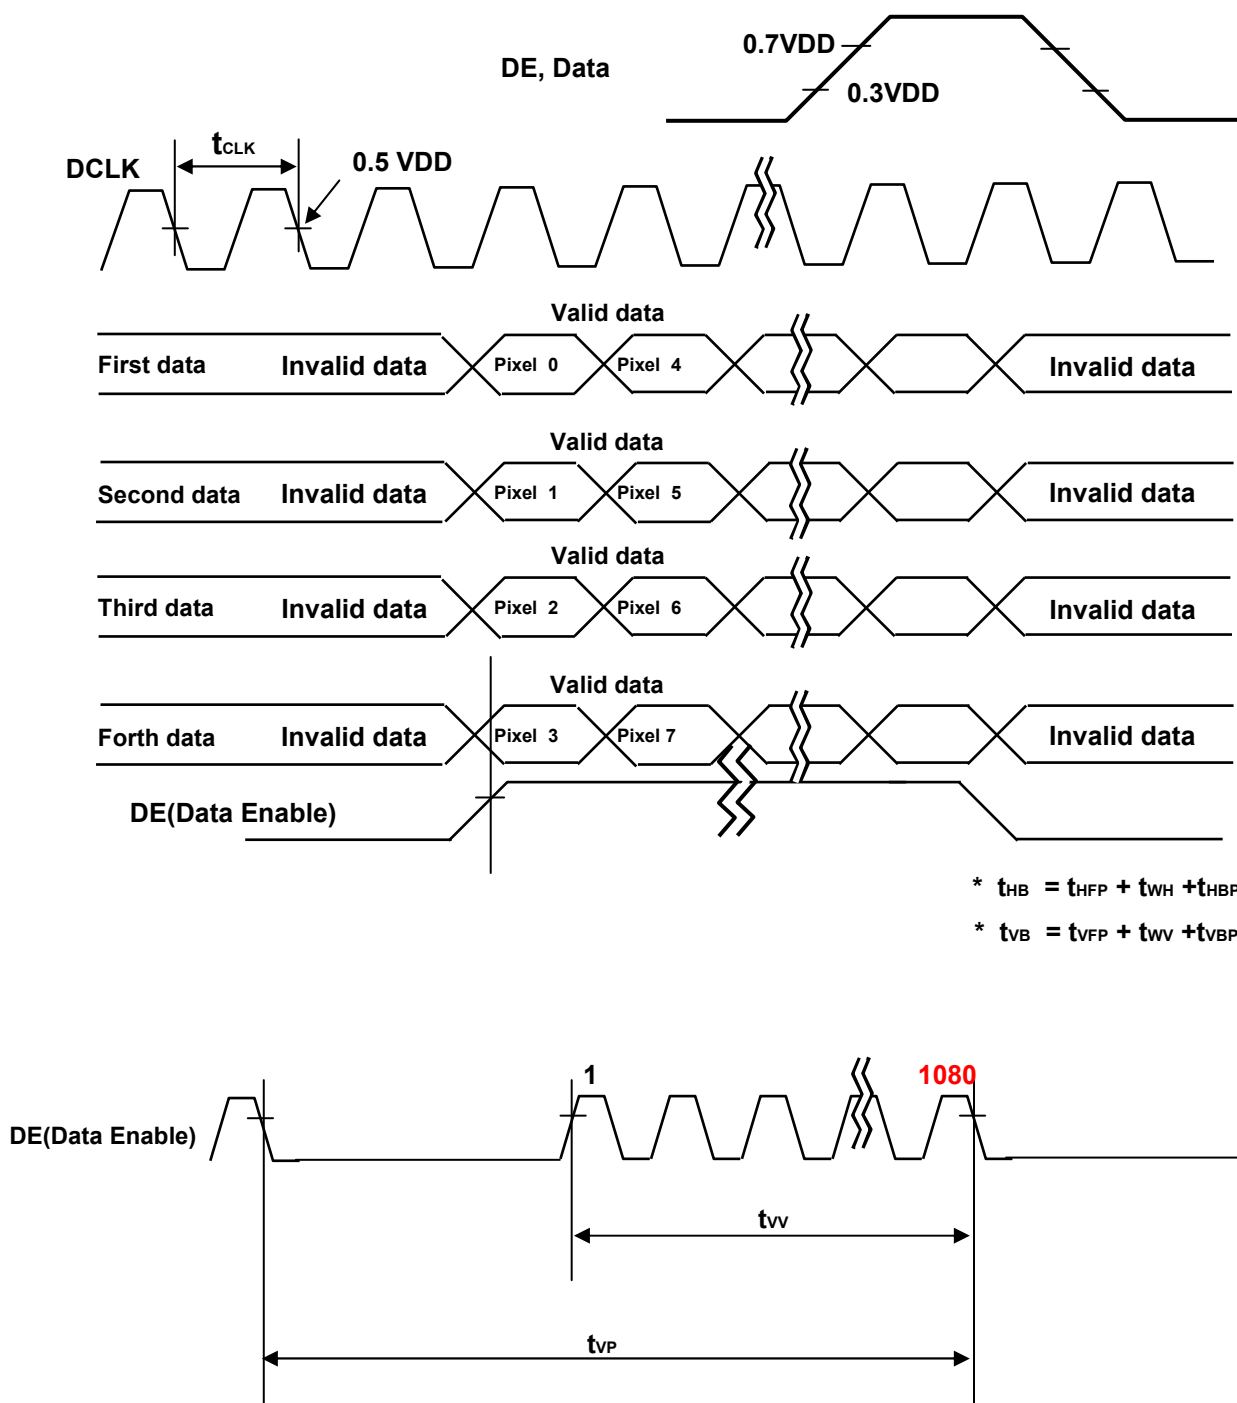 0.7VDD
DE, Data
0.3VDD
tCLK
0.5 VDD
DCLK
Valid data
First data Invalid data Pixel 0 Pixel 4 Invalid data
Valid data
Second data Invalid data Pixel 1 Pixel 5 Invalid data
Valid data
Third data Invalid data Pixel 2 Pixel 6 Invalid data
Valid data
Forth data Invalid data Pixel 3 Pixel 7 Invalid data
DE(Data Enable)
* tHB = tHFP + tWH +tHBP
* tVB = tVFP + tWV +tVBP
1 1080
DE(Data Enable)
tVV
tVP